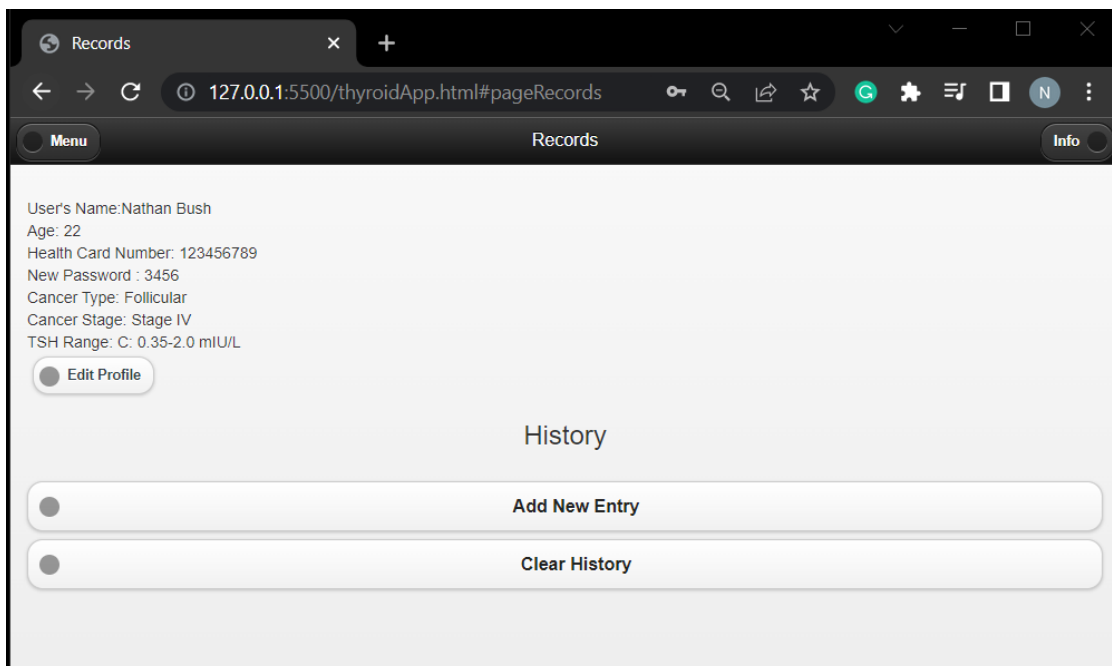 Records
127.0.0.1:5500/thyroidApp.html#pageRecords
G
N
Menu
Records
Info
User's Name:Nathan Bush
Age: 22
Health Card Number: 123456789
New Password : 3456
Cancer Type: Follicular
Cancer Stage: Stage IV
TSH Range: C: 0.35-2.0 mIU/L
Edit Profile
History
Add New Entry
Clear History